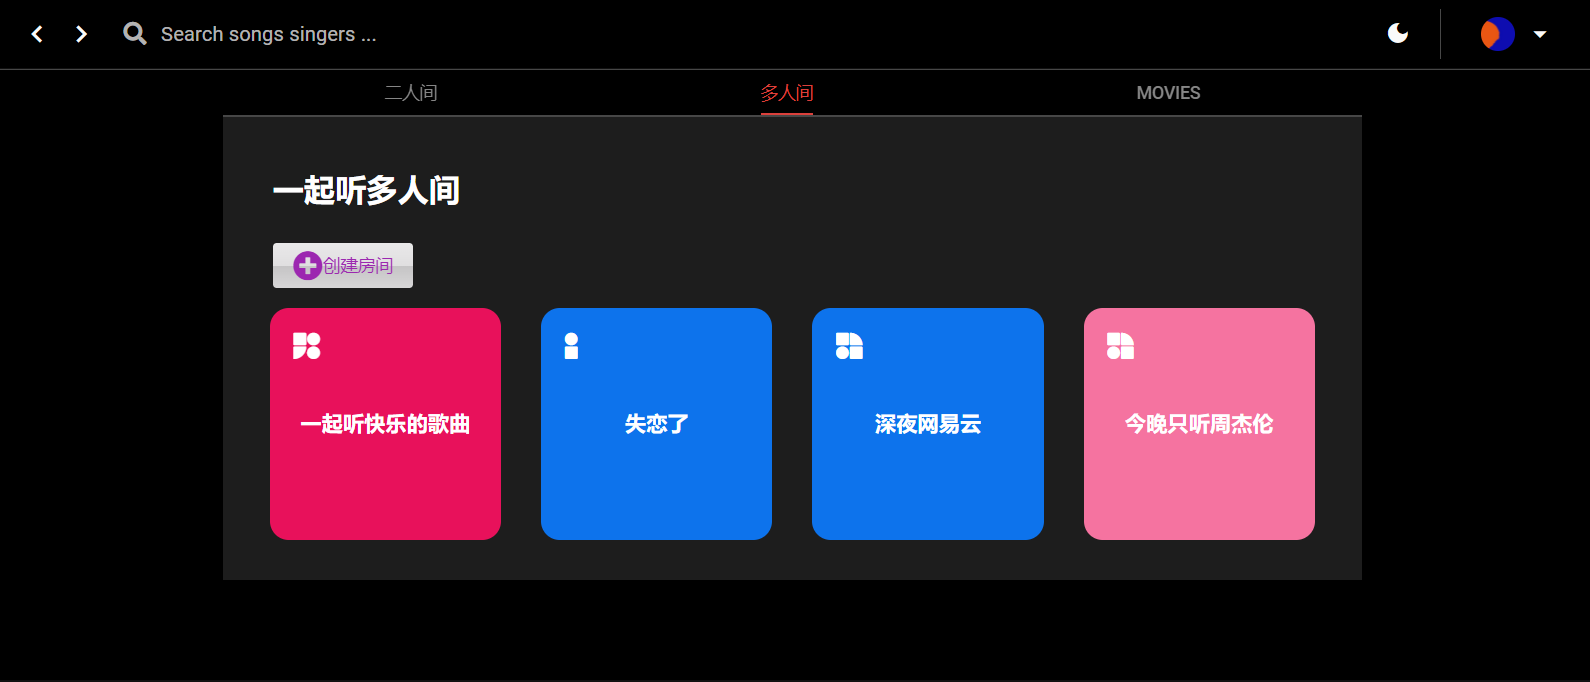 Search songs singers ...
二人间
多人间
MOVIES
一起听多人间
创建房间
一起听快乐的歌曲
失恋了
深夜网易云
今晚只听周杰伦